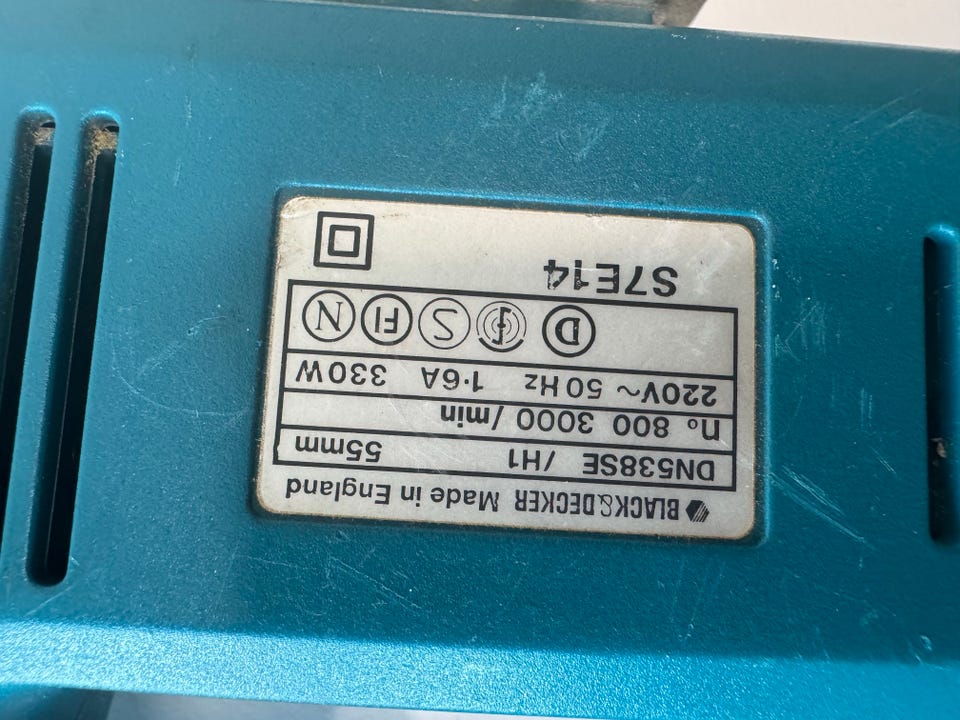 BLACK&DECKER Made in England
DN538SE /H1 55mm
n₀ 800 3000/min
220V~ 50Hz 1·6A 330W
D S FI N
S7E14